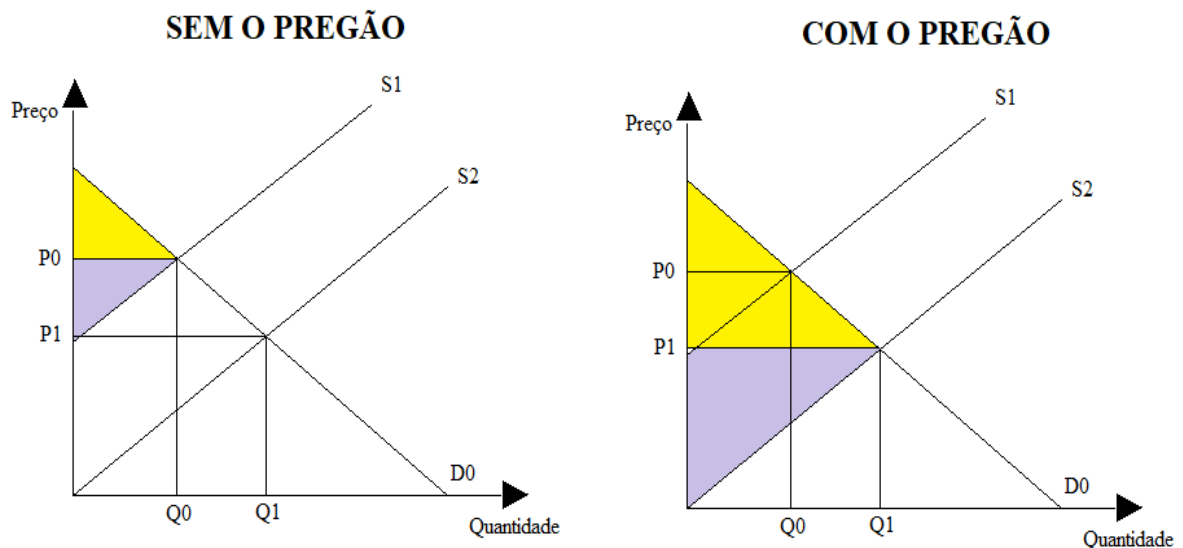 SEM O PREGÃO
Preço
S1
S2
P0
P1
D0
Q0
Q1
Quantidade
COM O PREGÃO
Preço
S1
S2
P0
P1
D0
Q0
Q1
Quantidade